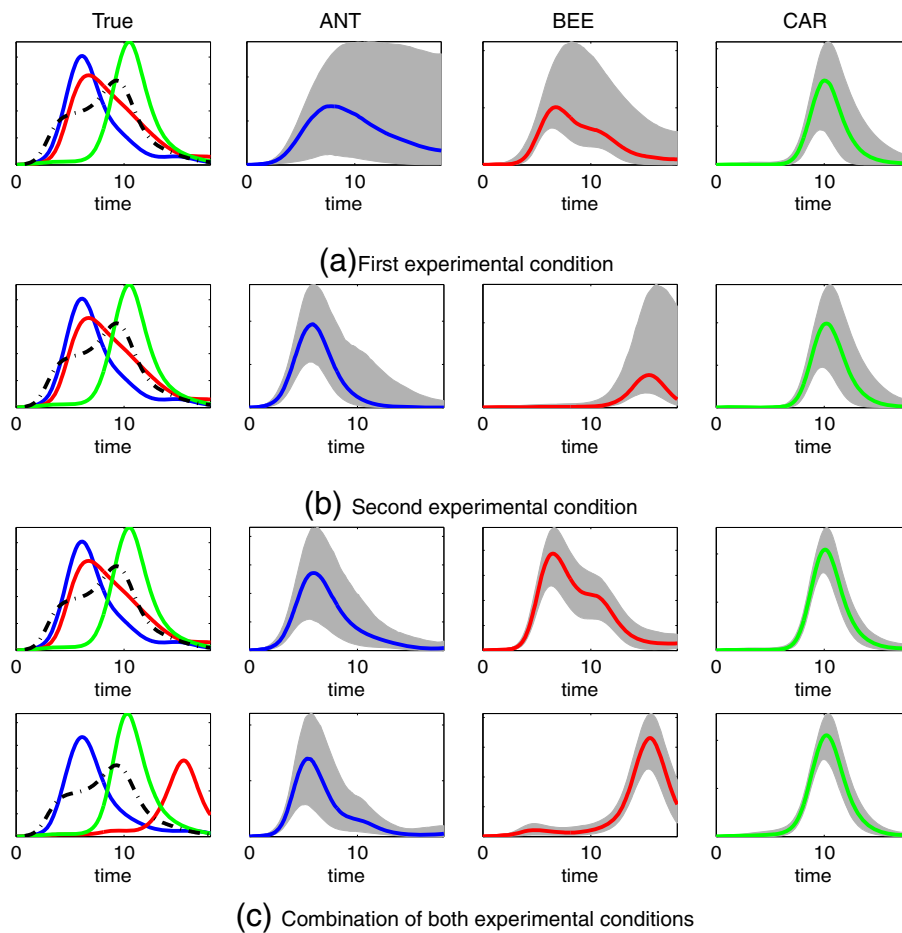 True ANT BEE CAR
0 10 0 10 0 10 0 10
time time time time
(a) First experimental condition
0 10 0 10 0 10 0 10
time time time time
(b) Second experimental condition
0 10 0 10 0 10 0 10
time time time time
0 10 0 10 0 10 0 10
time time time time
(c) Combination of both experimental conditions